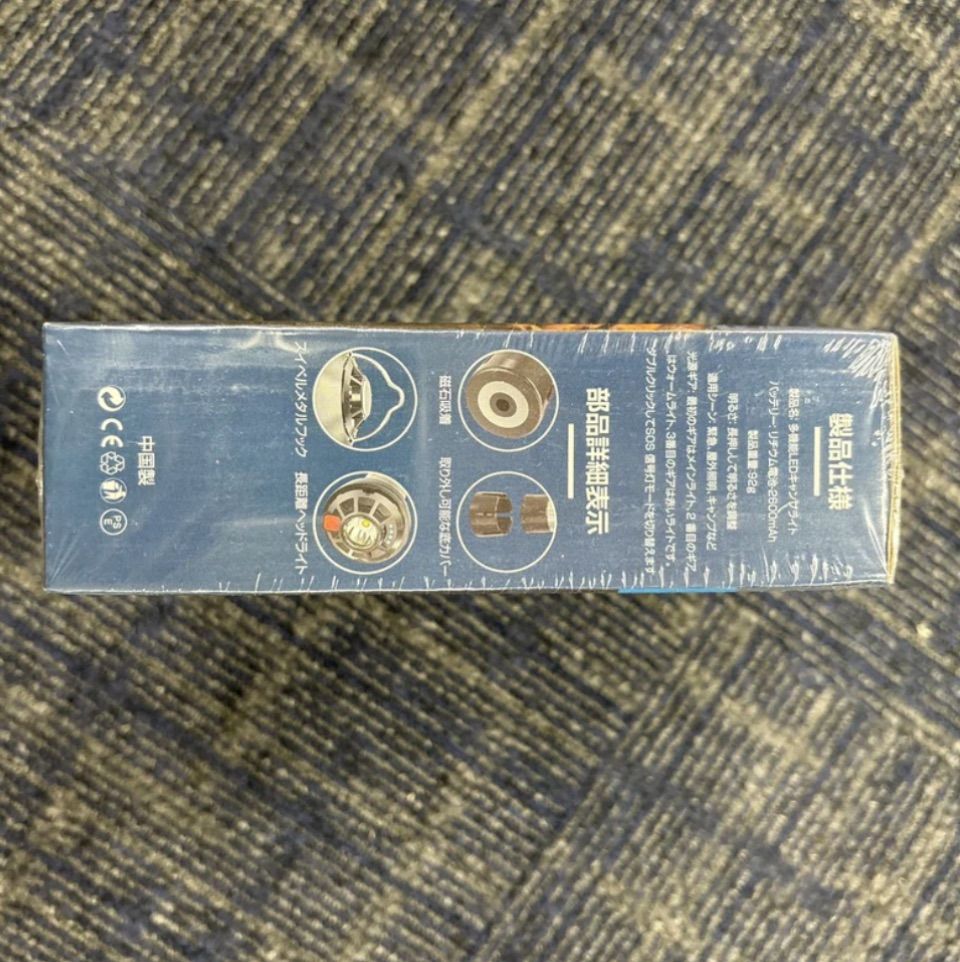 製品仕様
製品名: 多機能LEDキャンプライト
バッテリー: リチウム電池2600mAh
製品重量92g
明るさ: 長押しして明るさを調整
適用シーン: 緊急、屋外照明、キャンプなど
光源ギア: 最初のギアはメインライト、2 番目のギア
はウォームライト、3番目のギアは赤いライトです。
ダブルクリックしてSOS 信号灯モードを切り替えます
部品詳細表示
磁石吸着
取り外し可能な底カバー
スイベルメタルフック
長距離ヘッドライト
中国製
CE
PSE